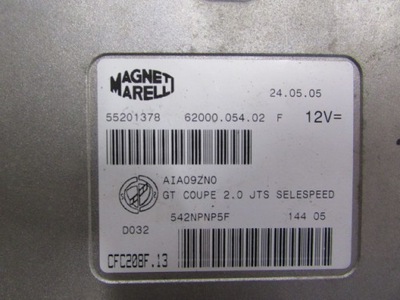 MAGNETI
MARELLI
24.05.05
55201378 62000.054.02 F 12V=
AIA09ZN0
GT COUPE 2.0 JTS SELESPEED
542NPNP5F 144 05
D032
CFC208F.13